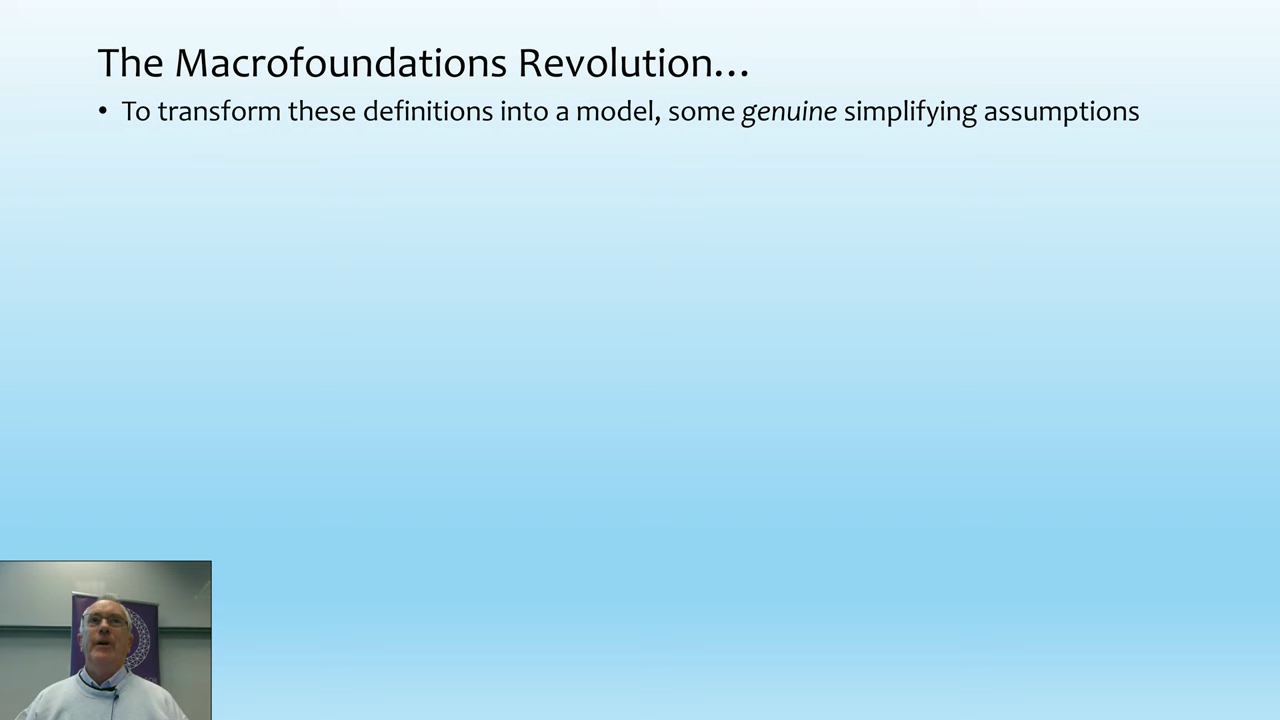 The Macrofoundations Revolution…
• To transform these definitions into a model, some genuine simplifying assumptions